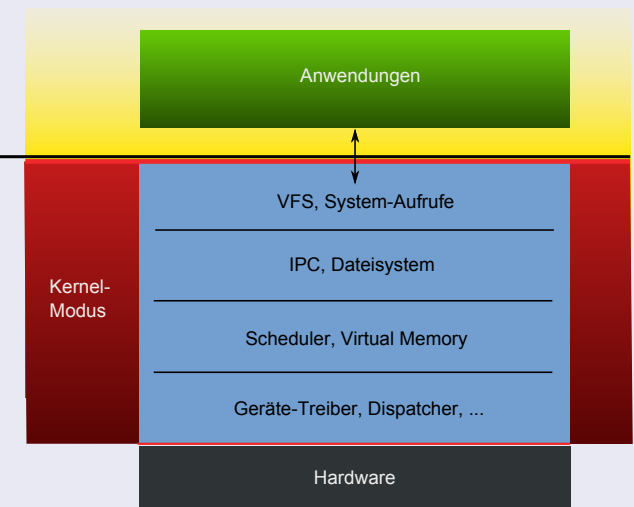 Anwendungen
VFS, System-Aufrufe
IPC, Dateisystem
Kernel-
Modus
Scheduler, Virtual Memory
Geräte-Treiber, Dispatcher, ...
Hardware